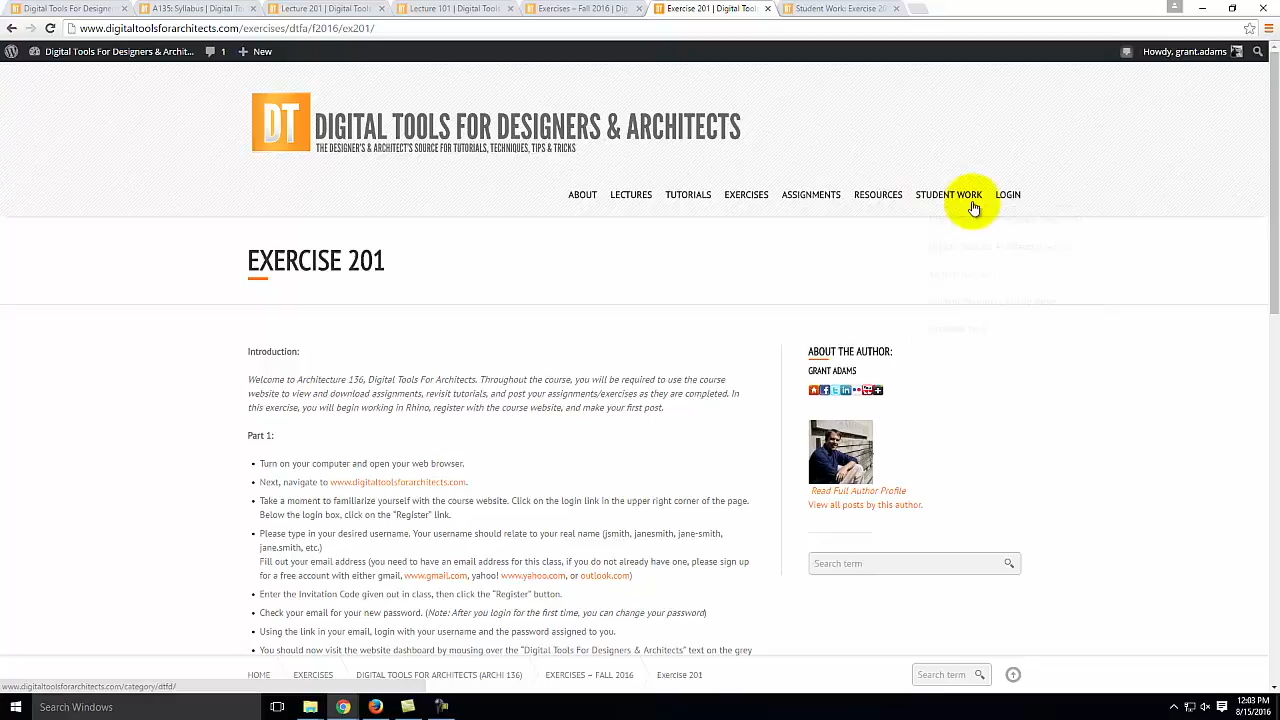 Digital Tools For
A135: Syllabus | Digital T
Lecture 201 | Digital Tools
Lecture 101 | Digital Tools
Exercises – Fall 2016 | Dig
Exercise 201 | Digital Tools
Student Work: Exercise 20
www.digitaltoolsforarchitects.com/exercises/dtfa/f2016/ex201/
Digital Tools For Designers & Archit... 1 New Howdy, grant.adams
DT DIGITAL TOOLS FOR DESIGNERS & ARCHITECTS
THE DESIGNER'S & ARCHITECT'S SOURCE FOR TUTORIALS, TECHNIQUES, TIPS & TRICKS
ABOUT LECTURES TUTORIALS EXERCISES ASSIGNMENTS RESOURCES STUDENT WORK LOGIN
EXERCISE 201
Introduction:
Welcome to Architecture 136, Digital Tools For Architects. Throughout the course, you will be required to use the course
website to view and download assignments, revisit tutorials, and post your assignments/exercises as they are completed. In
this exercise, you will begin working in Rhino, register with the course website, and make your first post.
Part 1:
• Turn on your computer and open your web browser.
• Next, navigate to www.digitaltoolsforarchitects.com.
• Take a moment to familiarize yourself with the course website. Click on the login link in the upper right corner of the page.
Below the login box, click on the “Register” link.
• Please type in your desired username. Your username should relate to your real name (jsmith, janesmith, jane-smith,
jane.smith, etc.)
Fill out your email address (you need to have an email address for this class, if you do not already have one, please sign up
for a free account with either gmail, www.gmail.com, yahoo! www.yahoo.com, or outlook.com)
• Enter the Invitation Code given out in class, then click the “Register” button.
• Check your email for your new password. (Note: After you login for the first time, you can change your password)
• Using the link in your email, login with your username and the password assigned to you.
• You should now visit the website dashboard by mousing over the “Digital Tools For Designers & Architects” text on the grey
ABOUT THE AUTHOR:
GRANT ADAMS
Read Full Author Profile
View all posts by this author.
Search term
HOME EXERCISES DIGITAL TOOLS FOR ARCHITECTS (ARCHI 136) EXERCISES – FALL 2016 Exercise 201 Search term
www.digitaltoolsforarchitects.com/category/dtfd/
Search Windows
12:03 PM
8/15/2016